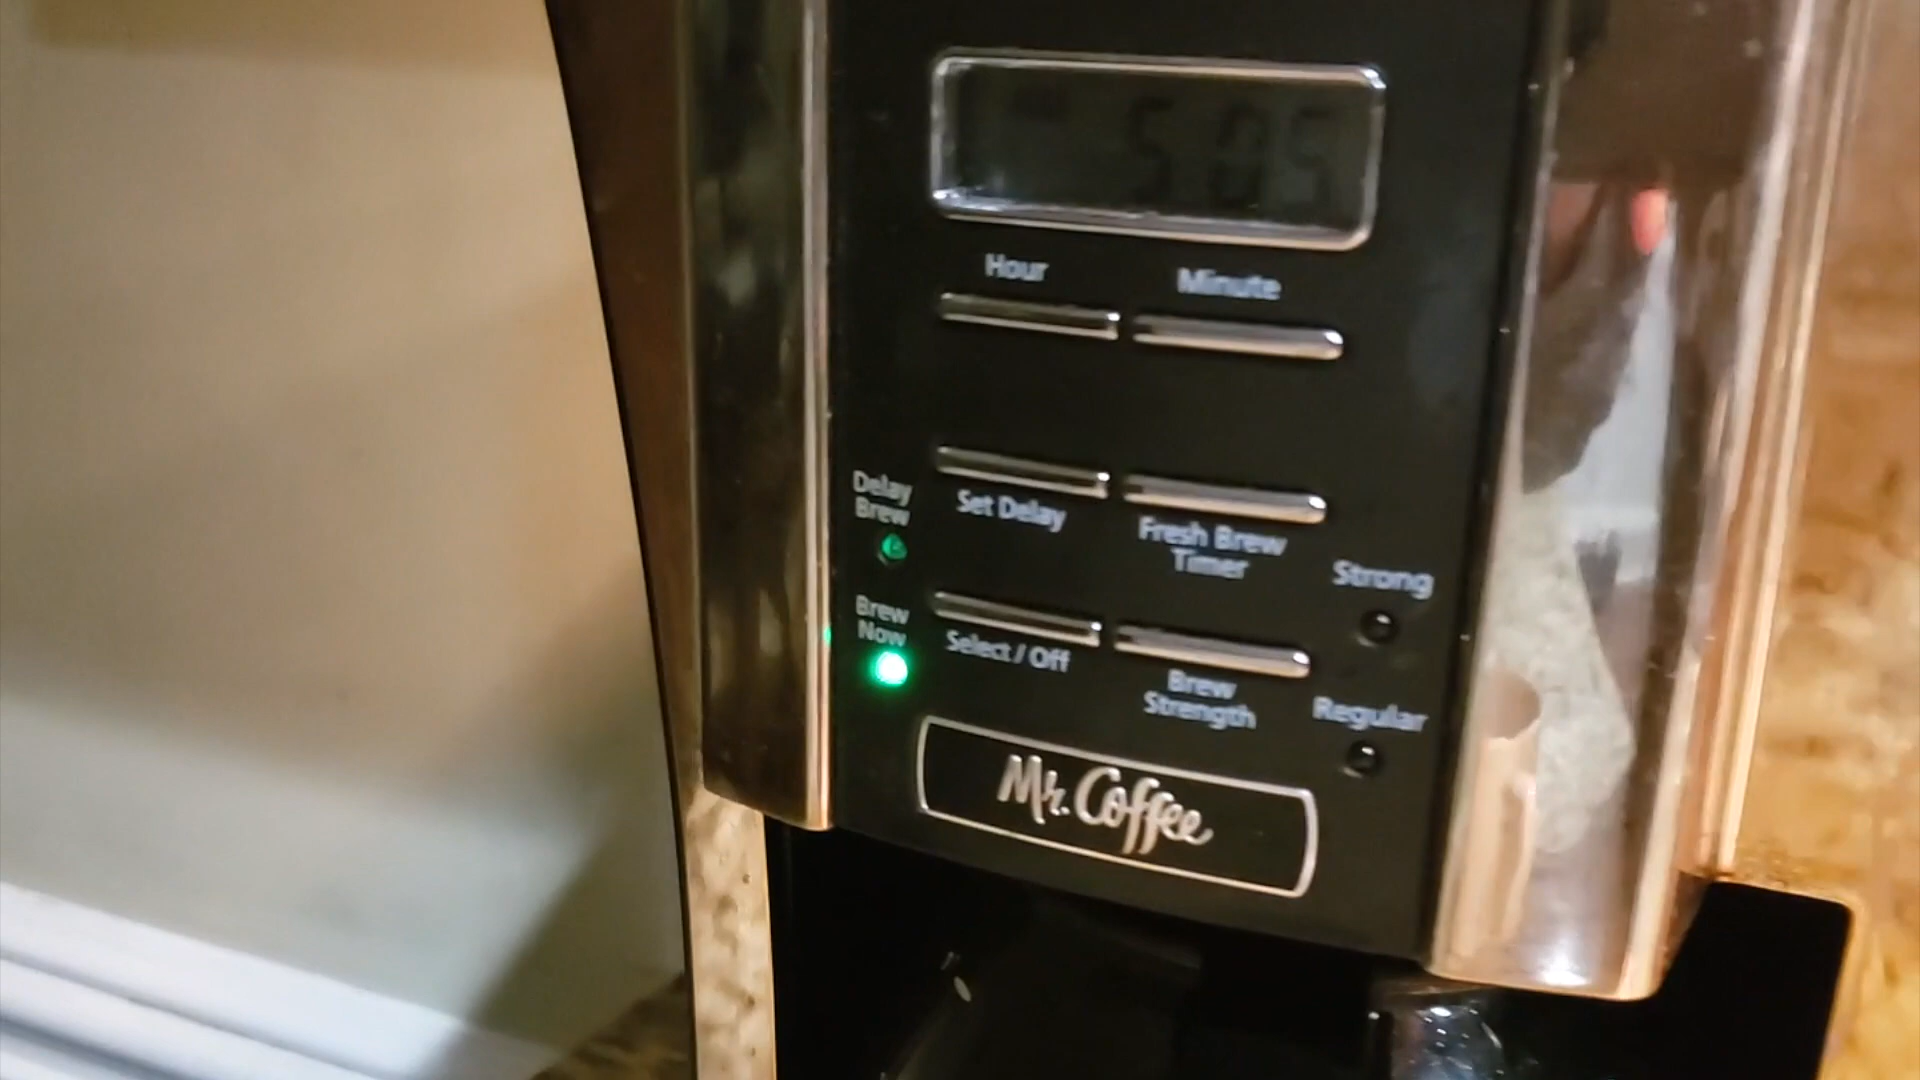 5:05
Hour Minute
Delay
Brew
Set Delay
Fresh Brew
Timer
Strong
Brew
Now
Select / Off
Brew
Strength
Regular
Mr. Coffee